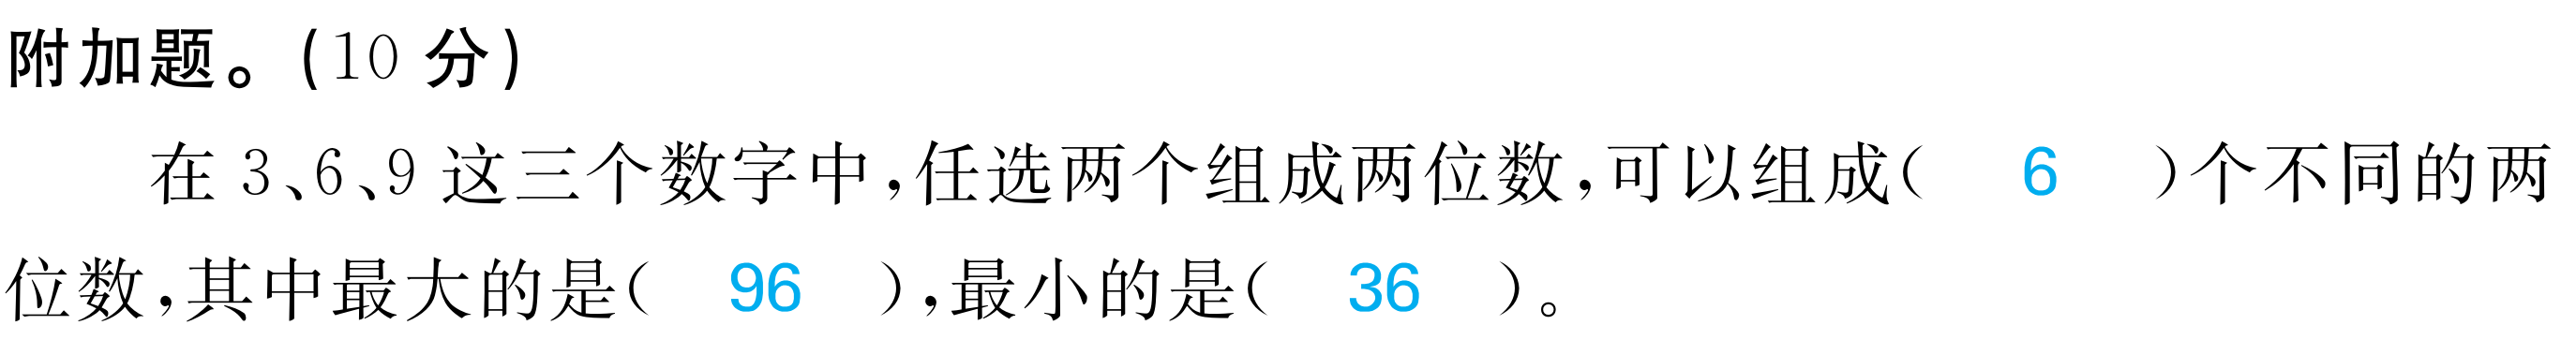 附加题。(10 分)
在 3、6、9 这三个数字中,任选两个组成两位数,可以组成( 6 )个不同的两
位数,其中最大的是( 96 ),最小的是( 36 )。